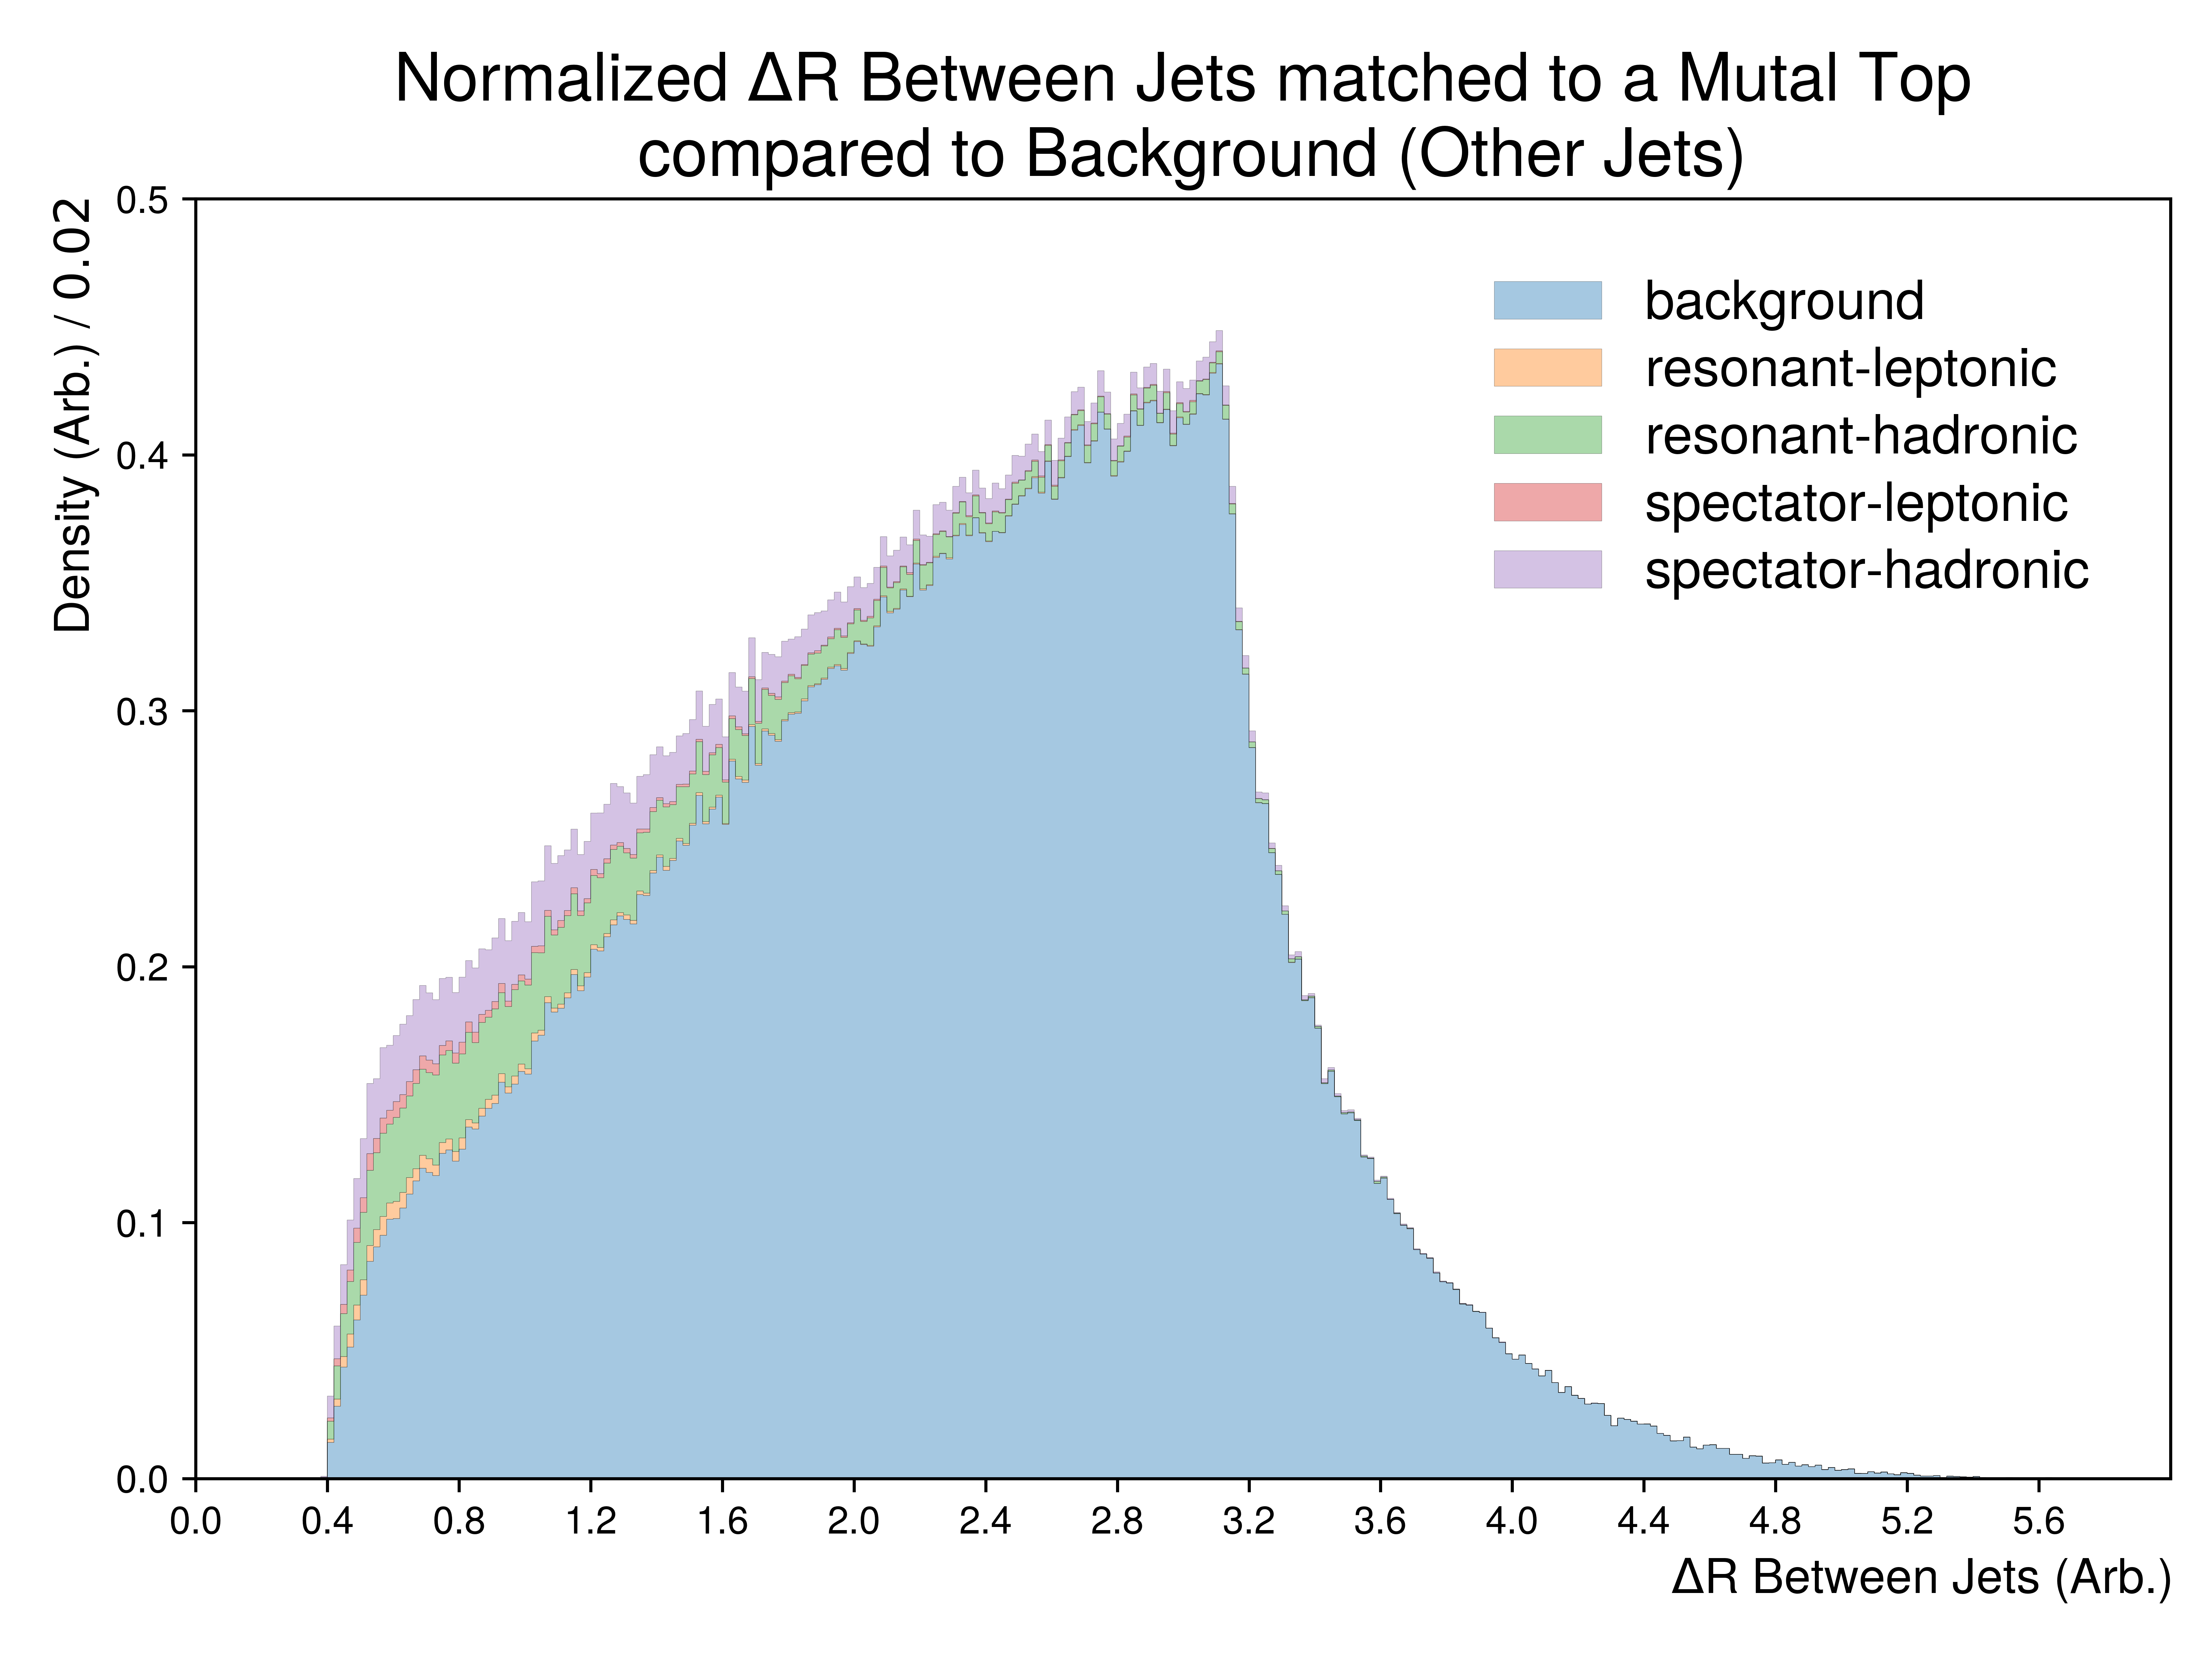 Normalized ΔR Between Jets matched to a Mutal Top
compared to Background (Other Jets)
Density (Arb.) / 0.02
0.5
0.4
0.3
0.2
0.1
0.0
background
resonant-leptonic
resonant-hadronic
spectator-leptonic
spectator-hadronic
0.0 0.4 0.8 1.2 1.6 2.0 2.4 2.8 3.2 3.6 4.0 4.4 4.8 5.2 5.6
ΔR Between Jets (Arb.)